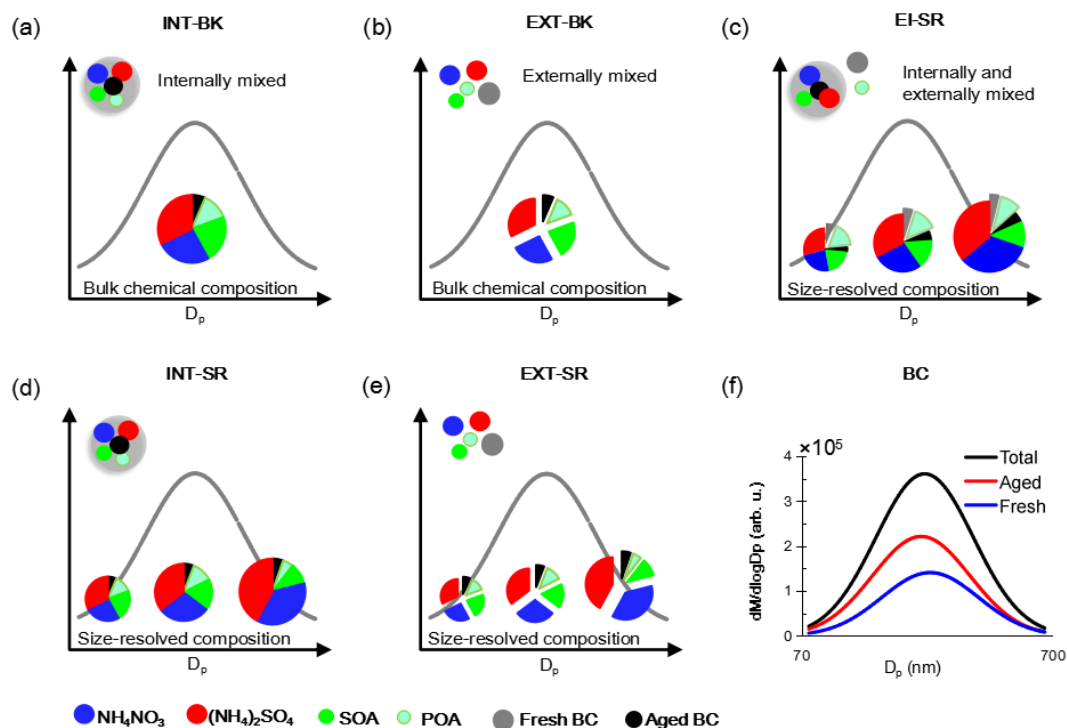 (a) INT-BK
Internally mixed
Bulk chemical composition
Dₚ
(b) EXT-BK
Externally mixed
Bulk chemical composition
Dₚ
(c) EI-SR
Internally and
externally mixed
Size-resolved composition
Dₚ
(d) INT-SR
Size-resolved composition
Dₚ
(e) EXT-SR
Size-resolved composition
Dₚ
(f) BC
×10⁵
4
3
2
1
0
dM/dlogDp (arb. u.)
Total
Aged
Fresh
70 700
Dₚ (nm)
NH₄NO₃ (NH₄)₂SO₄ SOA POA Fresh BC Aged BC